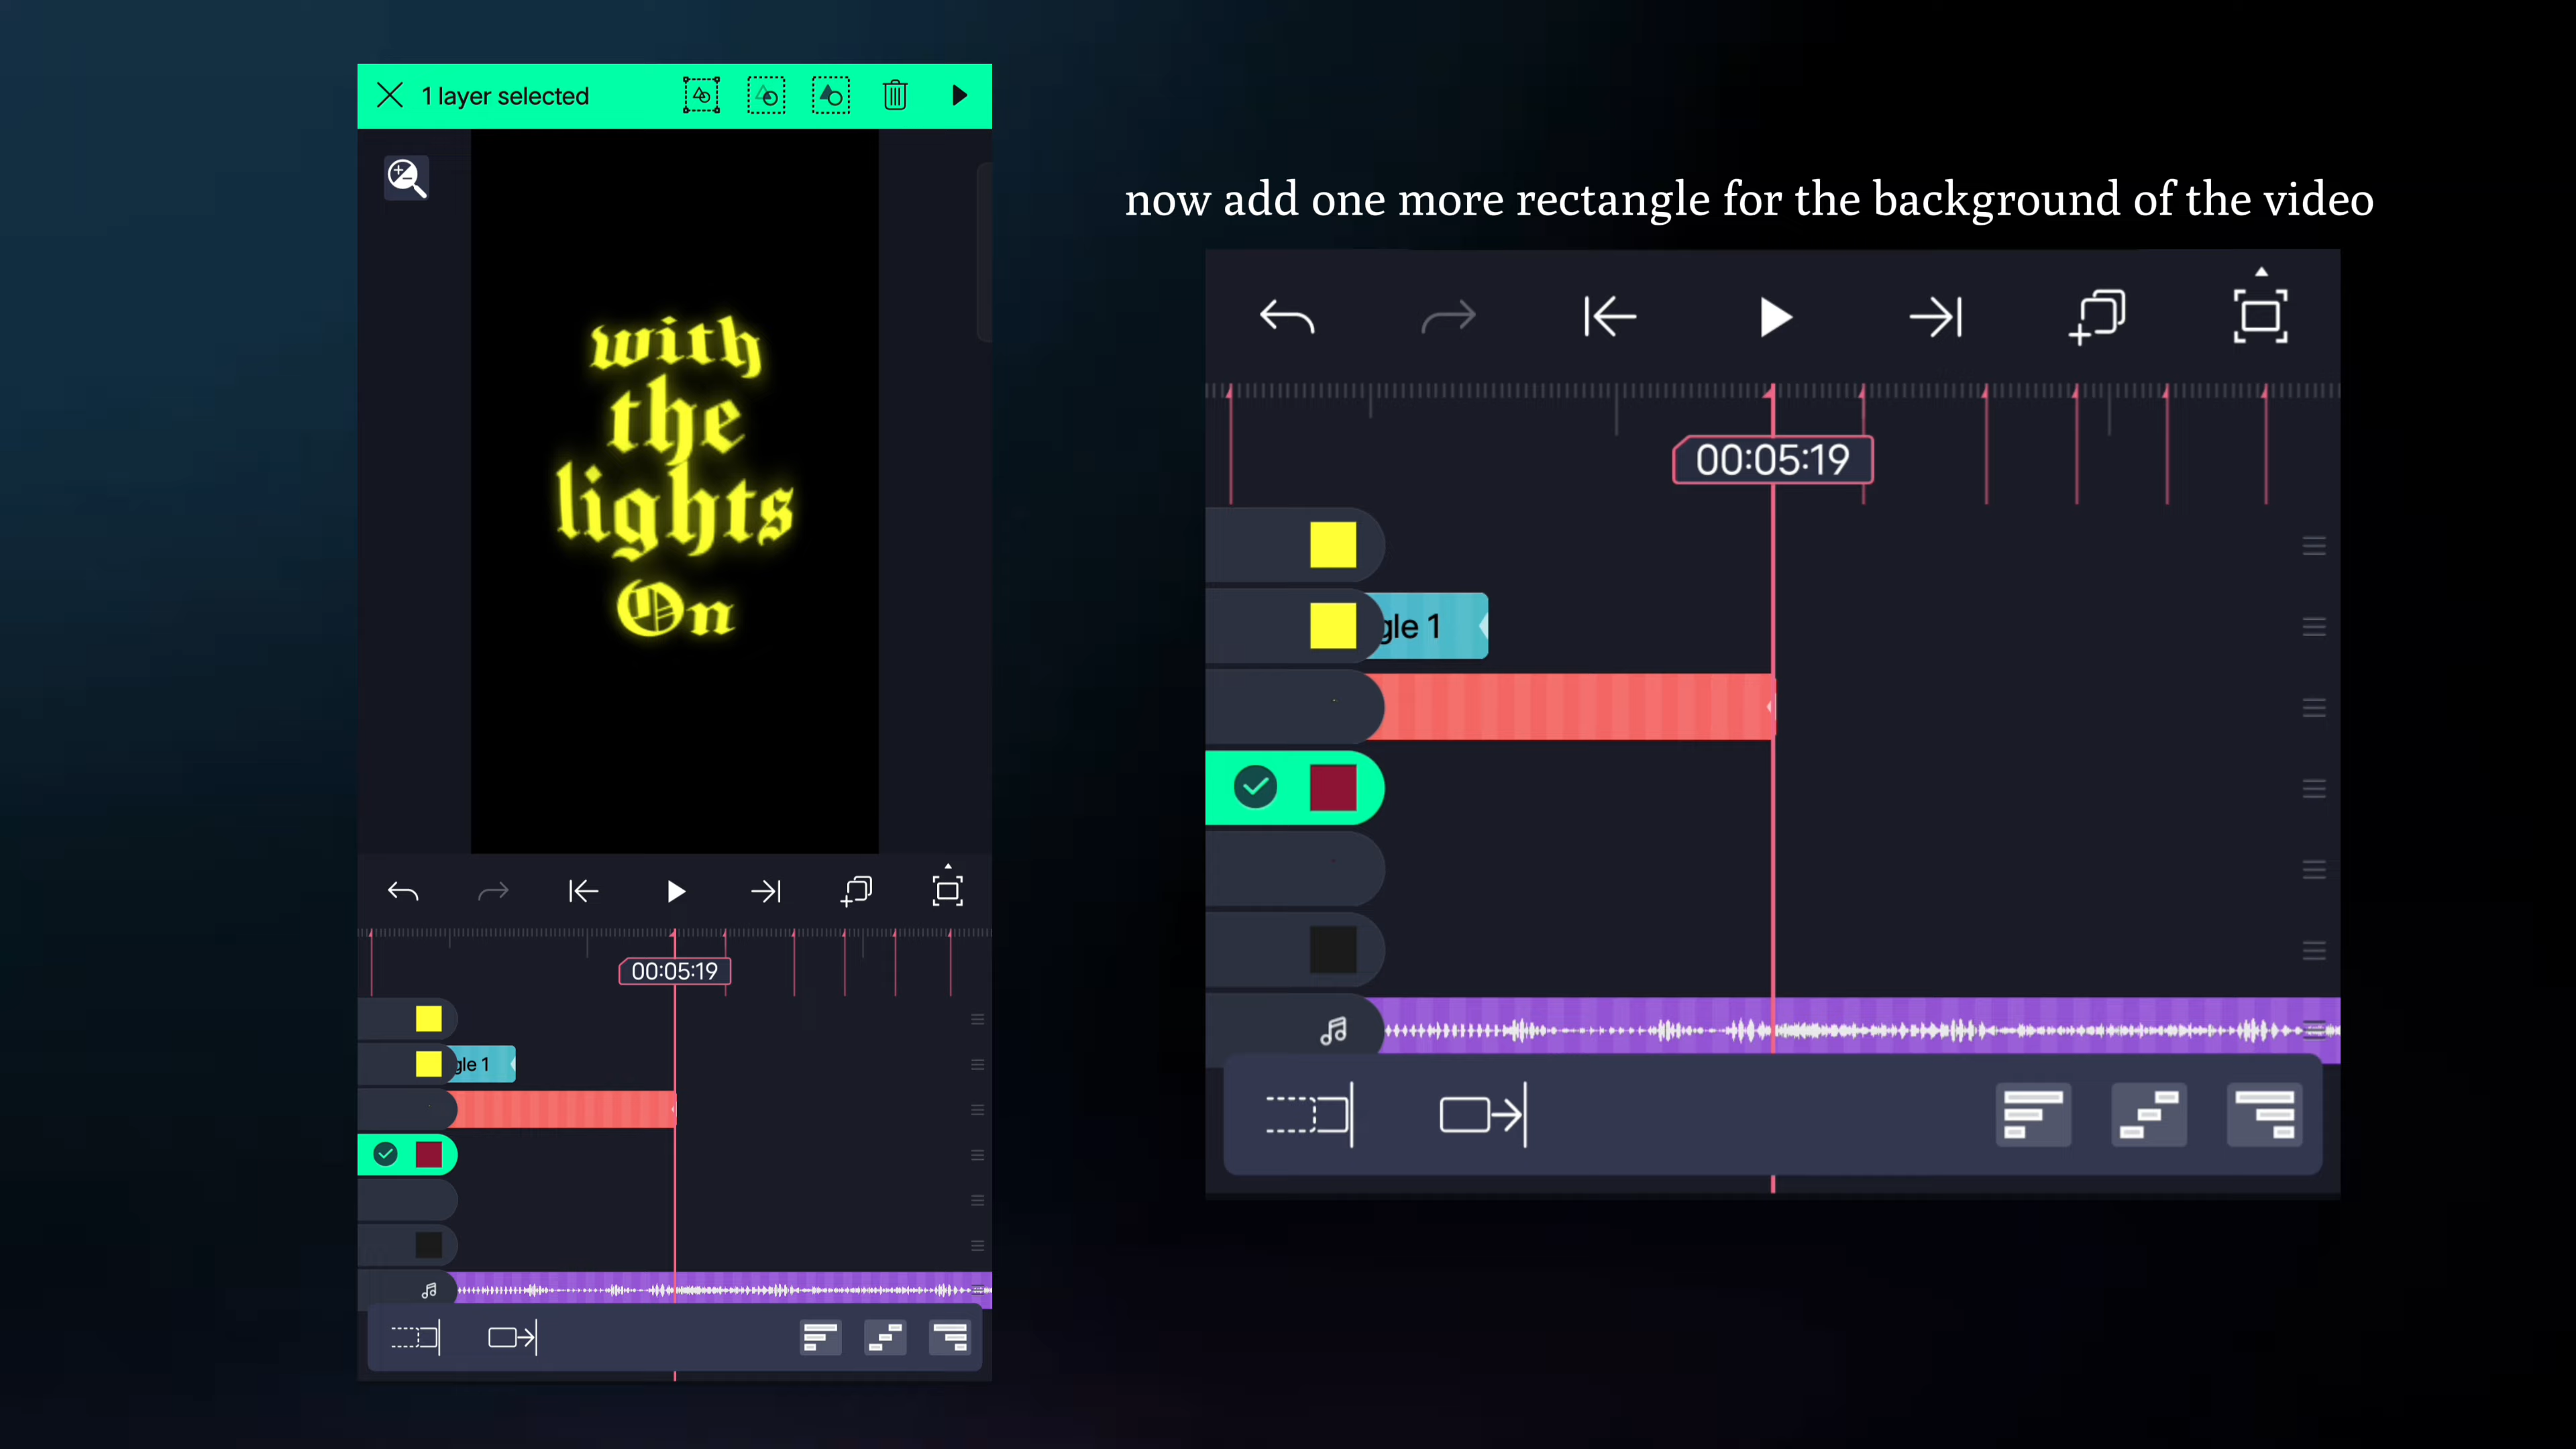 1 layer selected
with
the
lights
On
00:05:19
gle 1
now add one more rectangle for the background of the video
00:05:19
gle 1